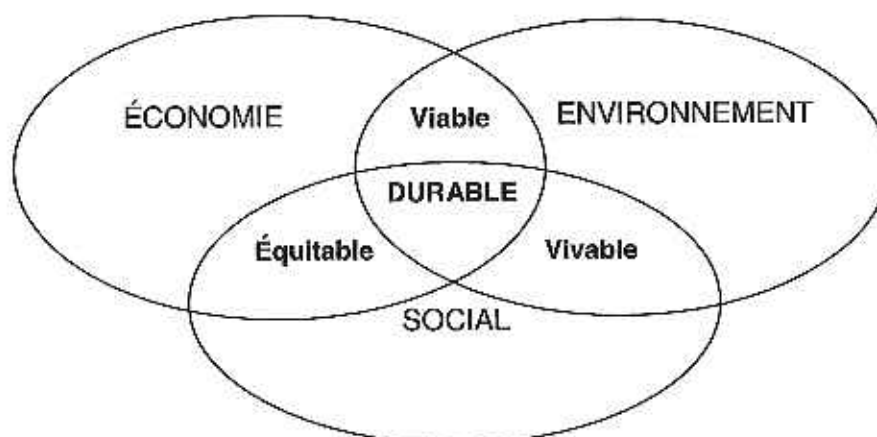 ÉCONOMIE
Viable
ENVIRONNEMENT
DURABLE
Équitable
Vivable
SOCIAL